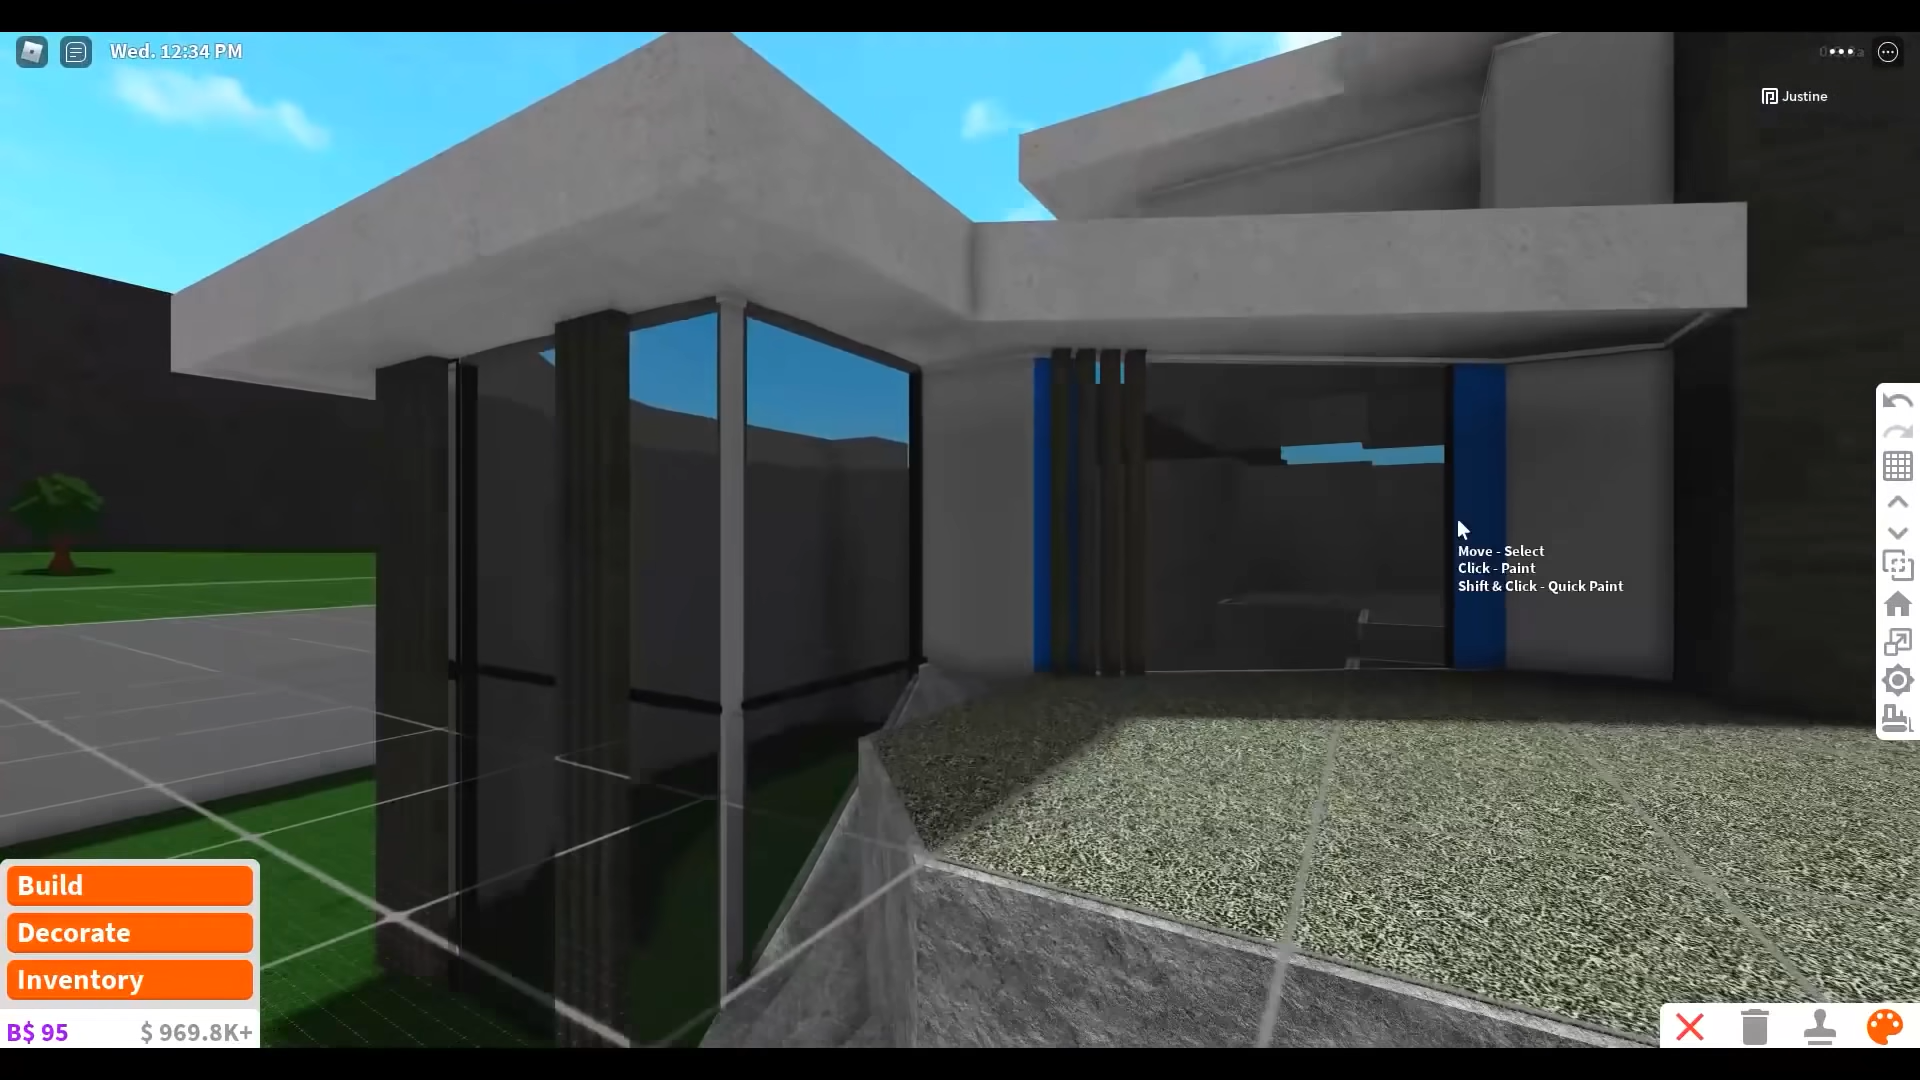 Wed. 12:34 PM
Justine
Move - Select
Click - Paint
Shift & Click - Quick Paint
Build
Decorate
Inventory
B$ 95
$ 969.8K+